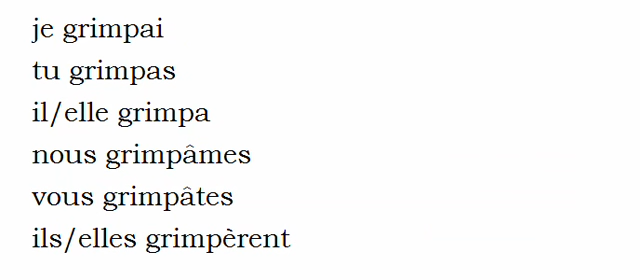 je grimpai
tu grimpas
il/elle grimpa
nous grimpâmes
vous grimpâtes
ils/elles grimpèrent